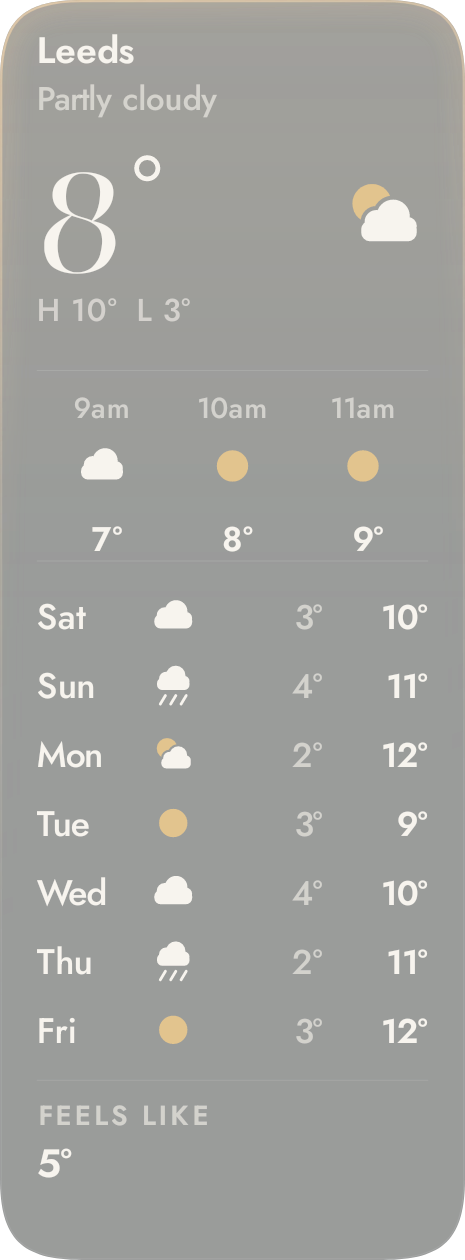 Leeds
Partly cloudy
8°
H 10° L 3°
9am 10am 11am
7° 8° 9°
Sat 3° 10°
Sun 4° 11°
Mon 2° 12°
Tue 3° 9°
Wed 4° 10°
Thu 2° 11°
Fri 3° 12°
FEELS LIKE
5°